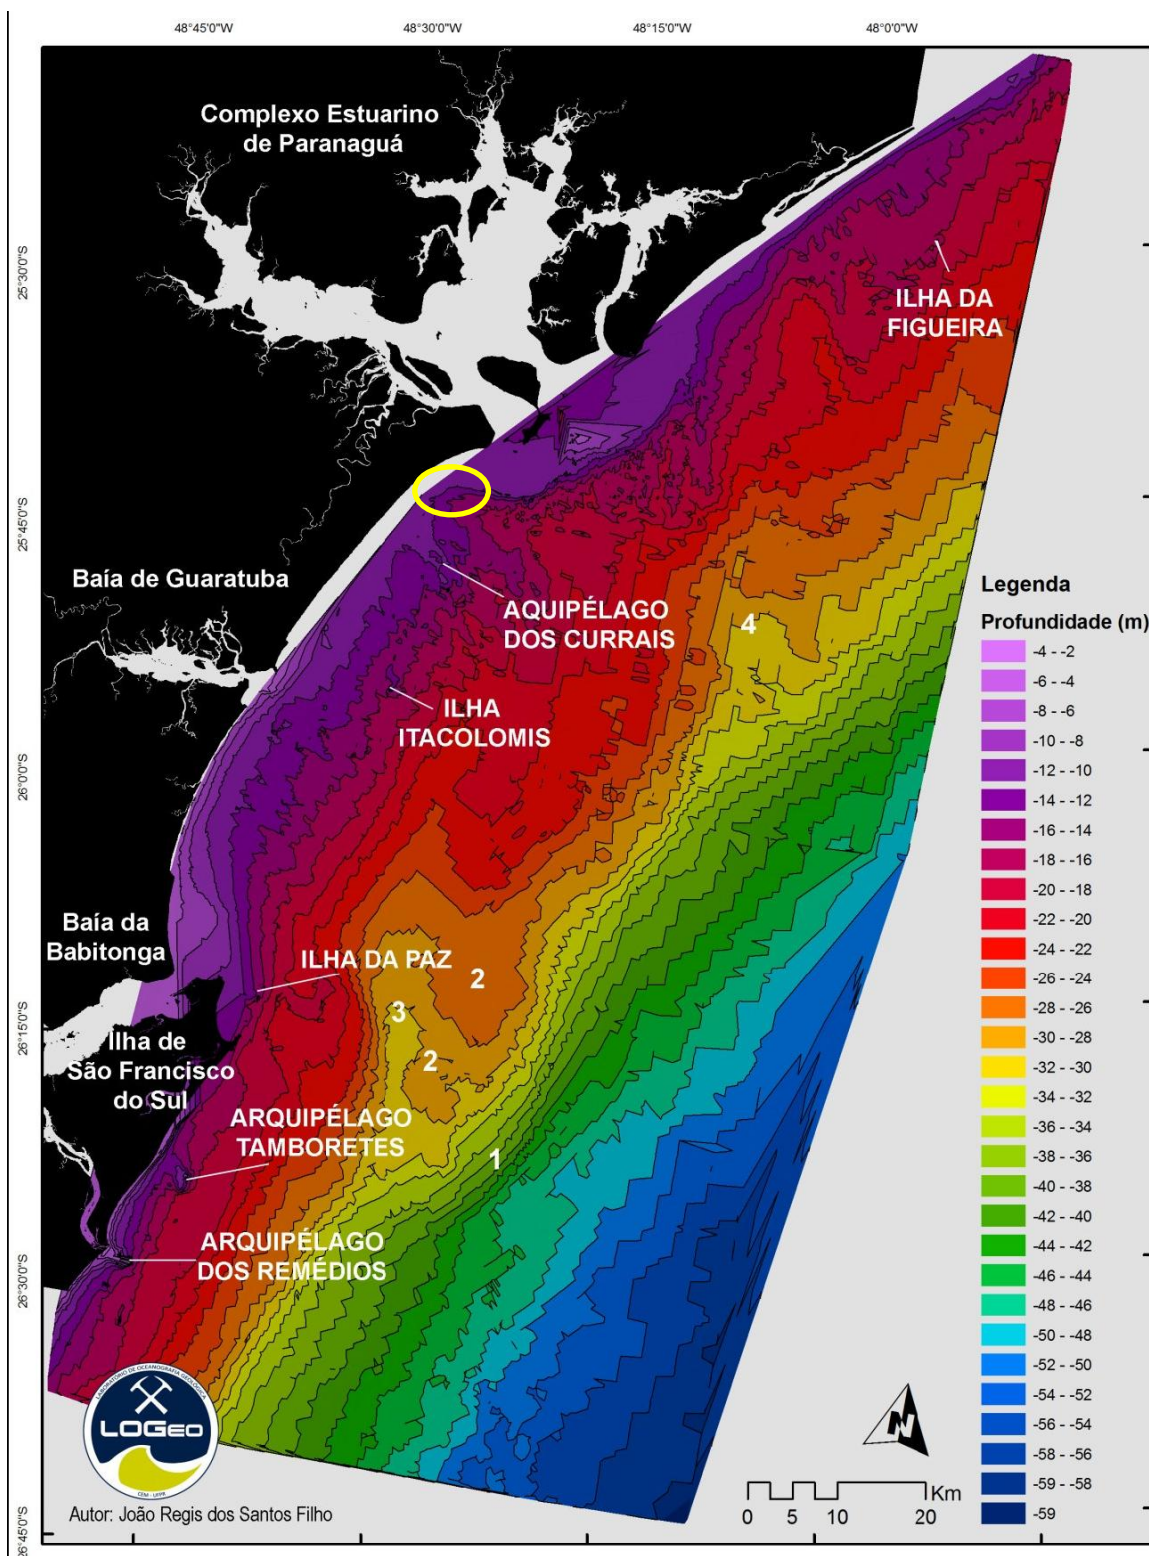 48°45'0"W
48°30'0"W
48°15'0"W
48°0'0"W
Complexo Estuarino
de Paranaguá
25°30'0"S
ILHA DA
FIGUEIRA
25°45'0"S
Baía de Guaratuba
AQUIPÉLAGO
DOS CURRAIS
4
ILHA
ITACOLOMIS
26°0'0"S
Baía da
Babitonga
ILHA DA PAZ
2
3
26°15'0"S
Ilha de
São Francisco
do Sul
2
ARQUIPÉLAGO
TAMBORETES
1
ARQUIPÉLAGO
DOS REMÉDIOS
26°30'0"S
Legenda
Profundidade (m)
-4 - -2
-6 - -4
-8 - -6
-10 - -8
-12 - -10
-14 - -12
-16 - -14
-18 - -16
-20 - -18
-22 - -20
-24 - -22
-26 - -24
-28 - -26
-30 - -28
-32 - -30
-34 - -32
-36 - -34
-38 - -36
-40 - -38
-42 - -40
-44 - -42
-46 - -44
-48 - -46
-50 - -48
-52 - -50
-54 - -52
-56 - -54
-58 - -56
-59 - -58
-59
LABORATÓRIO DE OCEANOGRAFIA GEOLÓGICA
LOGEO
CEM - UFPR
Autor: João Regis dos Santos Filho
N
Km
0 5 10 20
26°45'0"S